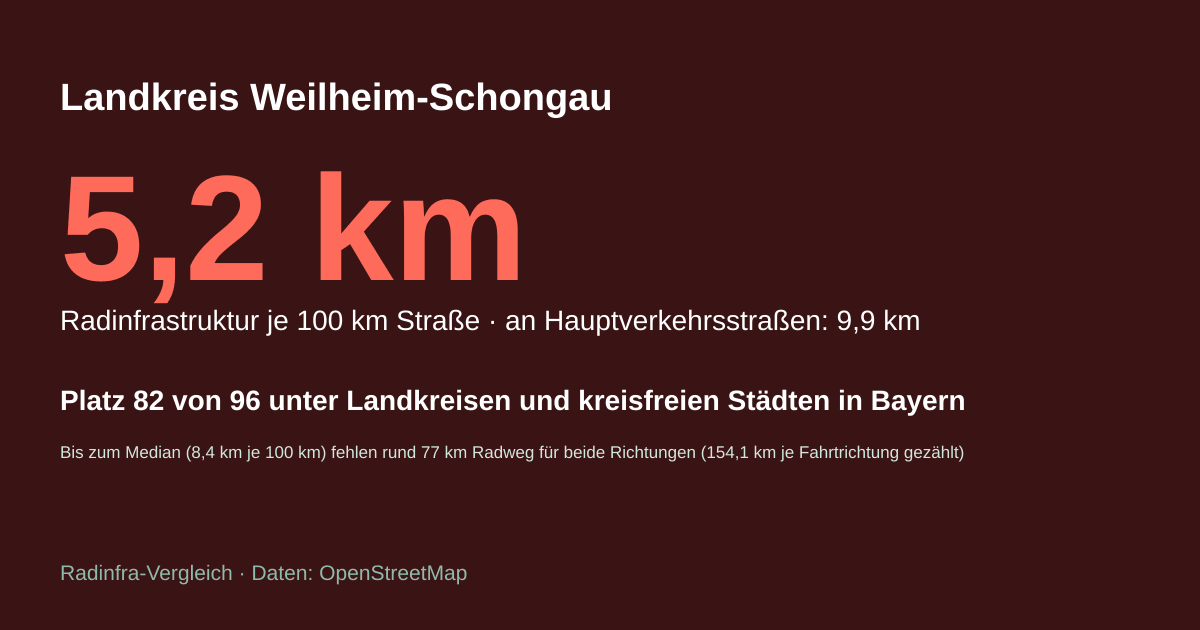 Landkreis Weilheim-Schongau
5,2 km
Radinfrastruktur je 100 km Straße · an Hauptverkehrsstraßen: 9,9 km
Platz 82 von 96 unter Landkreisen und kreisfreien Städten in Bayern
Bis zum Median (8,4 km je 100 km) fehlen rund 77 km Radweg für beide Richtungen (154,1 km je Fahrtrichtung gezählt)
Radinfra-Vergleich · Daten: OpenStreetMap